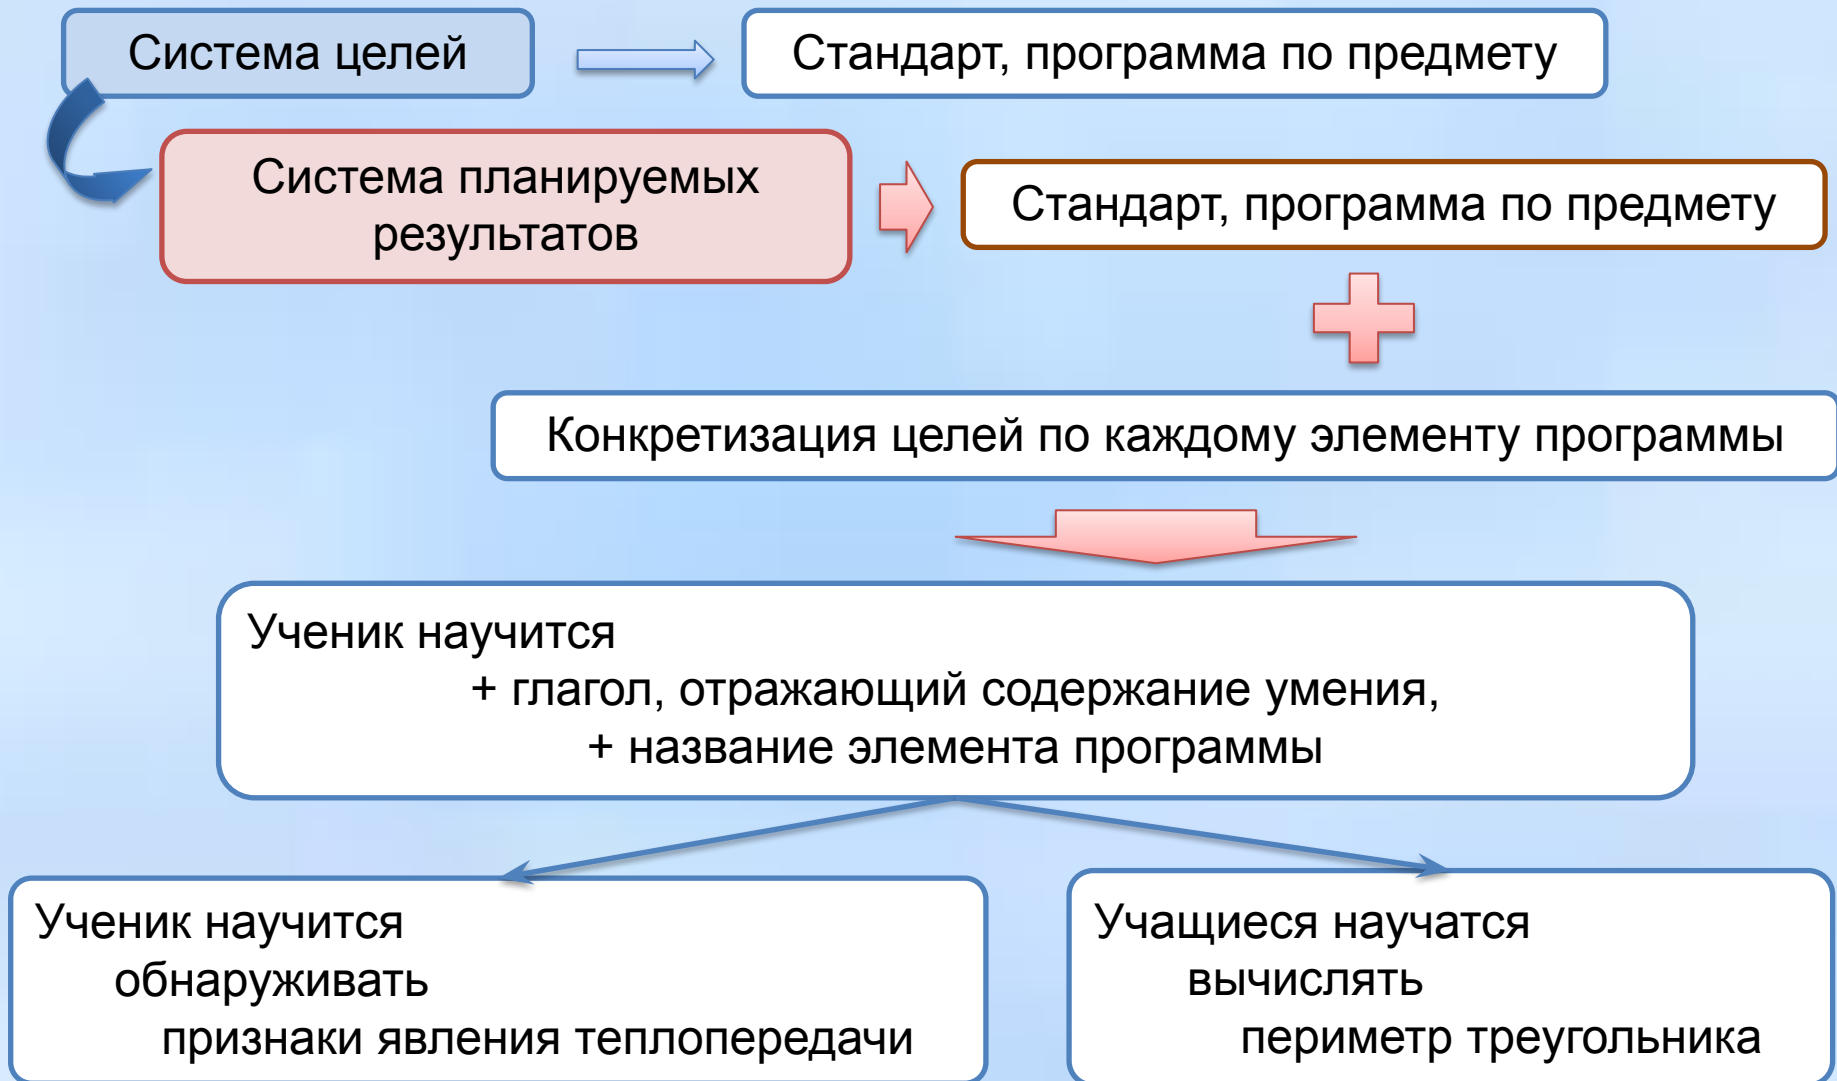 Система целей
Стандарт, программа по предмету
Система планируемых
результатов
Стандарт, программа по предмету
Конкретизация целей по каждому элементу программы
Ученик научится
+ глагол, отражающий содержание умения,
+ название элемента программы
Ученик научится
обнаруживать
признаки явления теплопередачи
Учащиеся научатся
вычислять
периметр треугольника